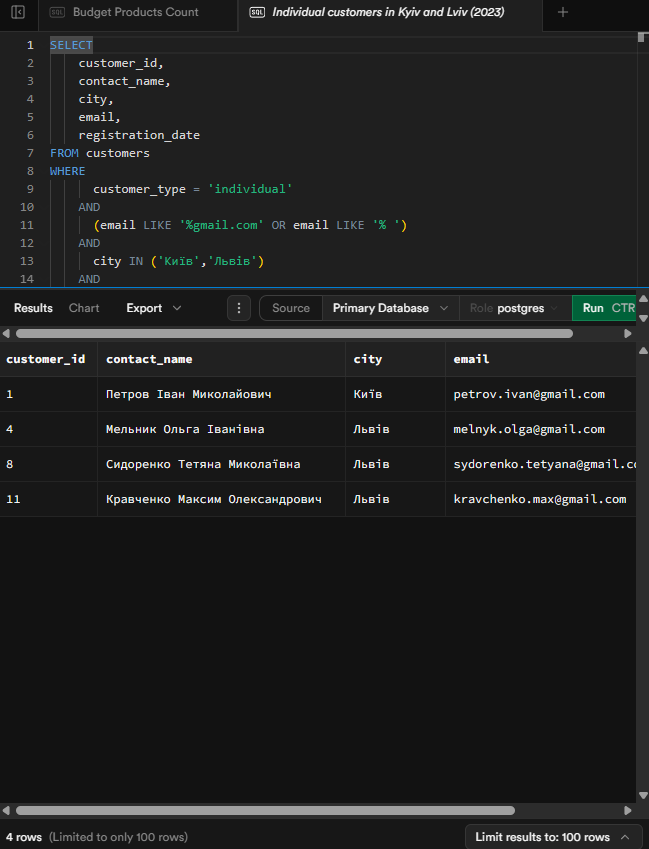 Budget Products Count
SQL Individual customers in Kyiv and Lviv (2023)
1 SELECT
2 customer_id,
3 contact_name,
4 city,
5 email,
6 registration_date
7 FROM customers
8 WHERE
9 customer_type = 'individual'
10 AND
11 (email LIKE '%gmail.com' OR email LIKE '% ')
12 AND
13 city IN ('Київ','Львів')
14 AND
Results Chart Export Source Primary Database Role postgres Run CTR
customer_id contact_name city email
1 Петров Іван Миколайович Київ petrov.ivan@gmail.com
4 Мельник Ольга Іванівна Львів melnyk.olga@gmail.com
8 Сидоренко Тетяна Миколаївна Львів sydorenko.tetyana@gmail.co
11 Кравченко Максим Олександрович Львів kravchenko.max@gmail.com
4 rows (Limited to only 100 rows) Limit results to: 100 rows